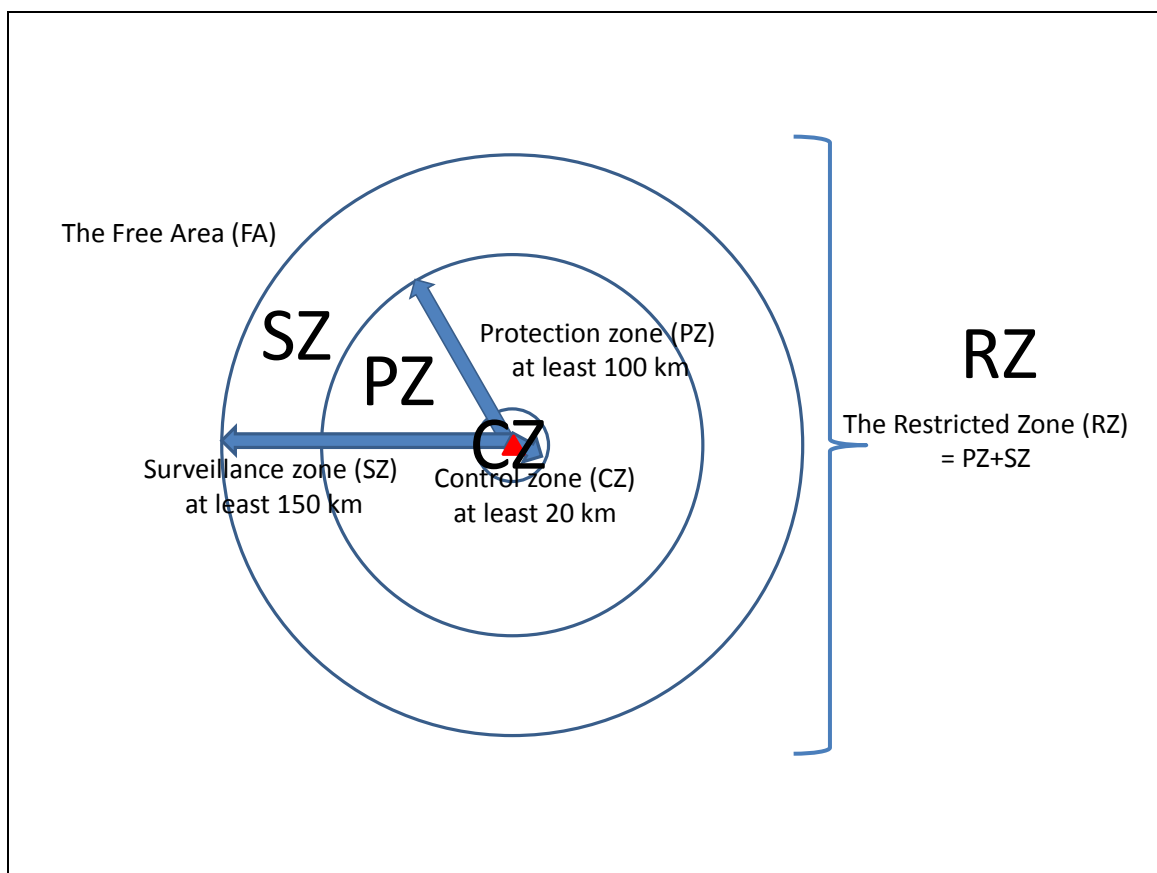 The Free Area (FA)
SZ
PZ
Protection zone (PZ)
at least 100 km
RZ
The Restricted Zone (RZ)
= PZ+SZ
CZ
Surveillance zone (SZ)
at least 150 km
Control zone (CZ)
at least 20 km